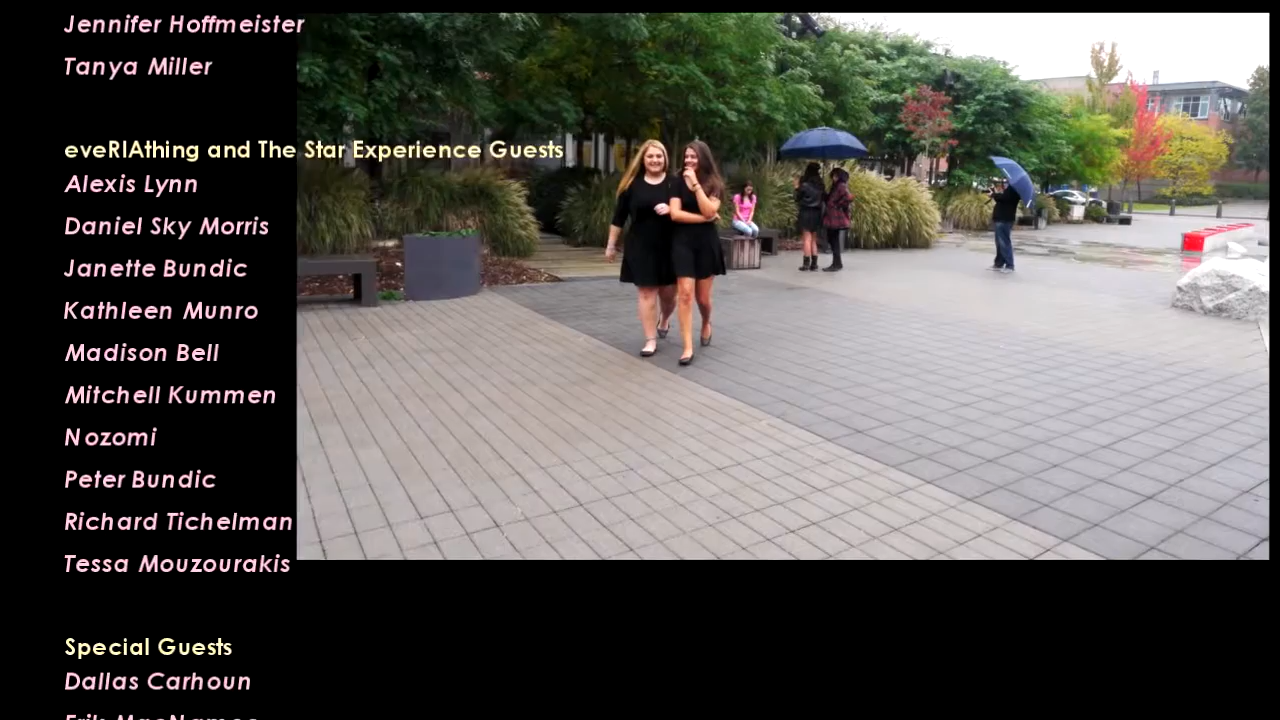 Jennifer Hoffmeister
Tanya Miller
eveRIAthing and The Star Experience Guests
Alexis Lynn
Daniel Sky Morris
Janette Bundic
Kathleen Munro
Madison Bell
Mitchell Kummen
Nozomi
Peter Bundic
Richard Tichelman
Tessa Mouzourakis
Special Guests
Dallas Carhoun